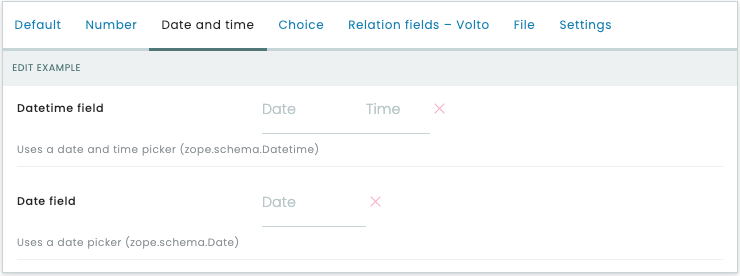 Default Number Date and time Choice Relation fields – Volto File Settings
EDIT EXAMPLE
Datetime field Date Time
Uses a date and time picker (zope.schema.Datetime)
Date field Date
Uses a date picker (zope.schema.Date)